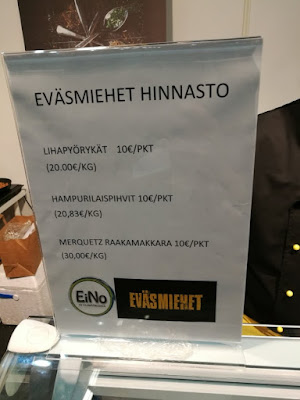 EVÄSMIEHET HINNASTO
LIHAPYÖRYKÄT 10€/PKT
(20.00€/KG)
HAMPURILAISPIHVIT 10€/PKT
(20,83€/KG)
MERQUETZ RAAKAMAKKARA 10€/PKT
(30,00€/KG)
EiNo
EVÄSMIEHET